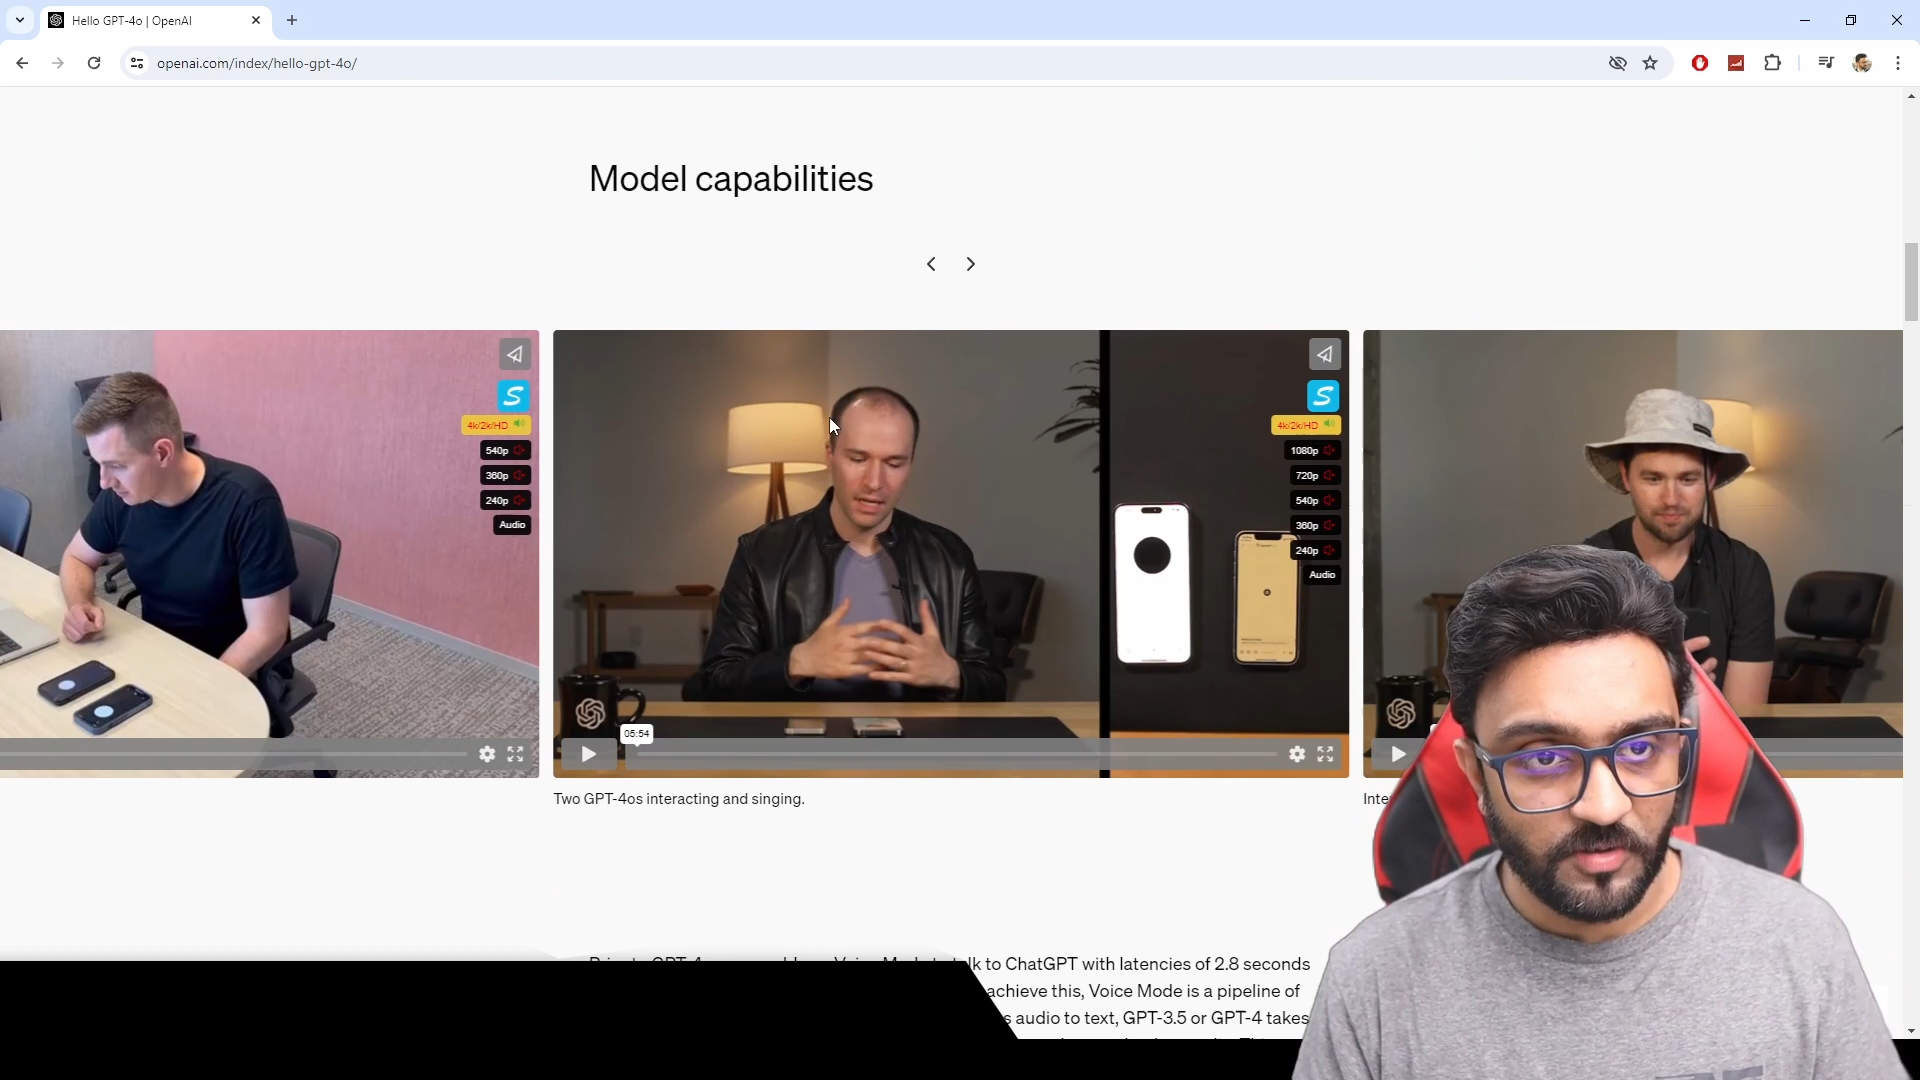 Hello GPT-4o | OpenAI
openai.com/index/hello-gpt-4o/
Model capabilities
4k/2k/HD
540p
360p
240p
Audio
4k/2k/HD
1080p
720p
540p
360p
240p
Audio
05:54
Two GPT-4os interacting and singing.
to ChatGPT with latencies of 2.8 seconds
achieve this, Voice Mode is a pipeline of
audio to text, GPT-3.5 or GPT-4 takes